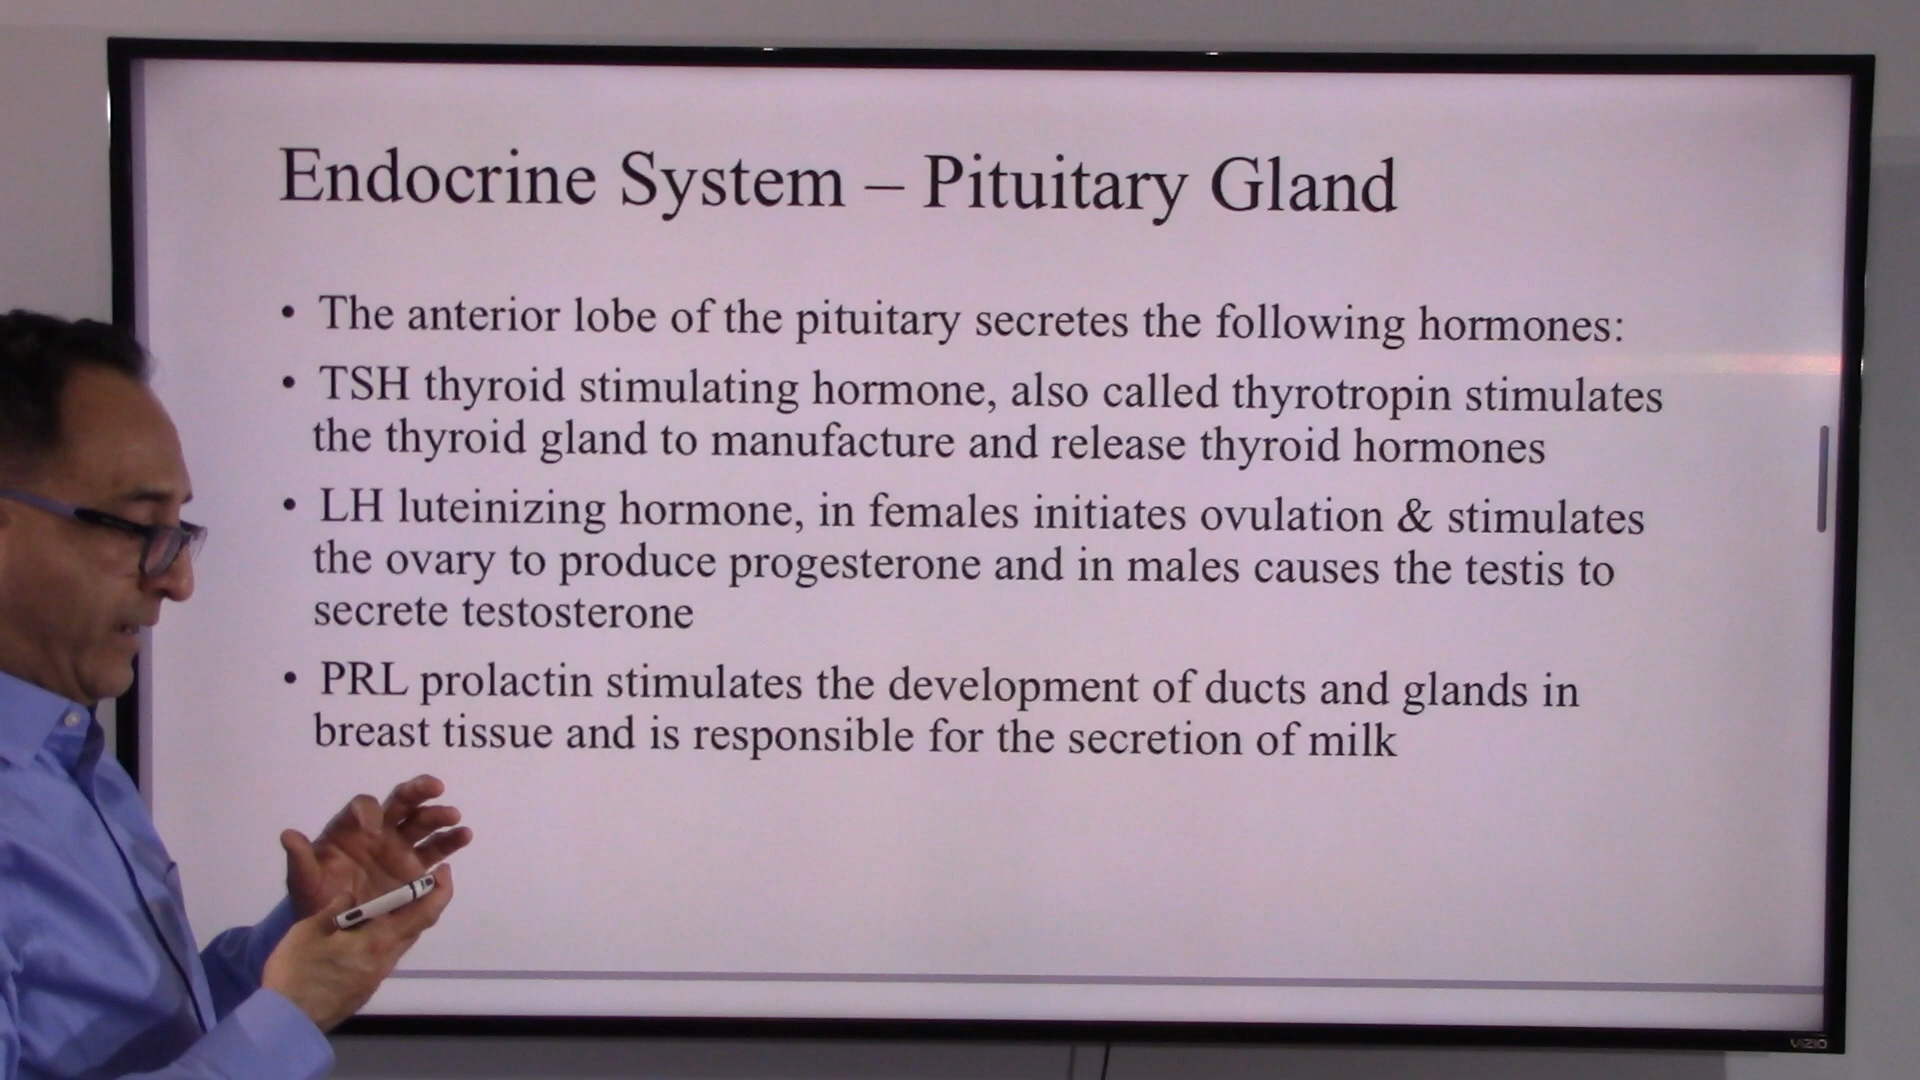 Endocrine System – Pituitary Gland
• The anterior lobe of the pituitary secretes the following hormones:
• TSH thyroid stimulating hormone, also called thyrotropin stimulates
the thyroid gland to manufacture and release thyroid hormones
• LH luteinizing hormone, in females initiates ovulation & stimulates
the ovary to produce progesterone and in males causes the testis to
secrete testosterone
• PRL prolactin stimulates the development of ducts and glands in
breast tissue and is responsible for the secretion of milk
VIZIO